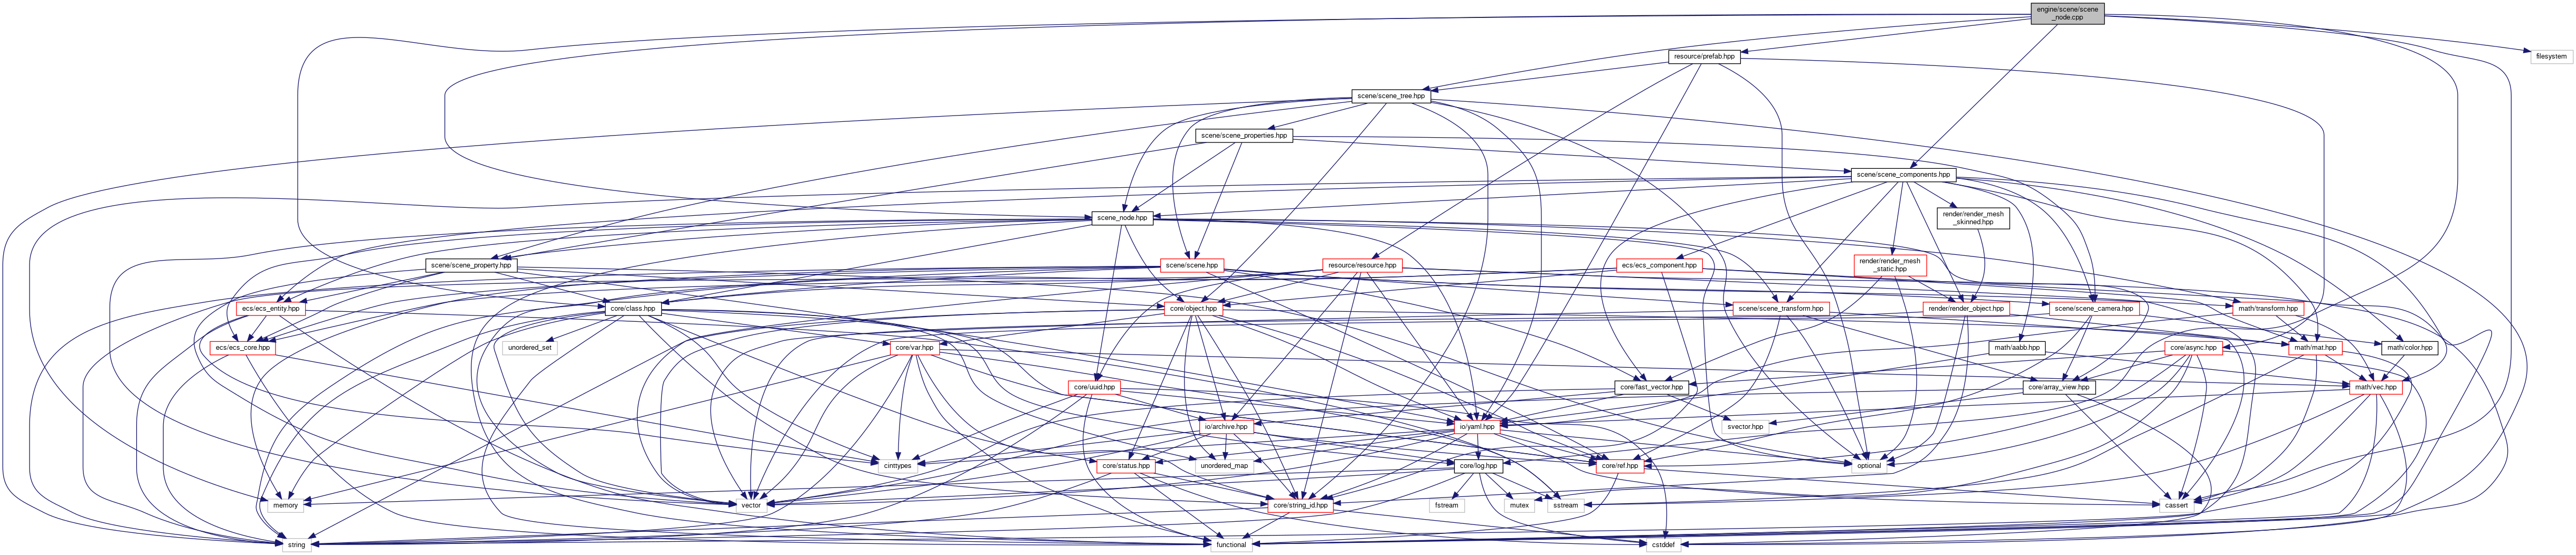 engine/scene/scene
_node.cpp
resource/prefab.hpp
filesystem
scene/scene_tree.hpp
scene/scene_properties.hpp
scene/scene_components.hpp
scene_node.hpp
render/render_mesh
_skinned.hpp
scene/scene_property.hpp
scene/scene.hpp
resource/resource.hpp
ecs/ecs_component.hpp
render/render_mesh
_static.hpp
ecs/ecs_entity.hpp
core/class.hpp
core/object.hpp
scene/scene_transform.hpp
render/render_object.hpp
scene/scene_camera.hpp
math/transform.hpp
ecs/ecs_core.hpp
unordered_set
core/var.hpp
math/aabb.hpp
core/async.hpp
math/mat.hpp
math/color.hpp
core/uuid.hpp
core/fast_vector.hpp
core/array_view.hpp
math/vec.hpp
io/archive.hpp
io/yaml.hpp
svector.hpp
cinttypes
core/status.hpp
unordered_map
core/log.hpp
core/ref.hpp
optional
memory
vector
core/string_id.hpp
fstream
mutex
sstream
cassert
string
functional
cstddef